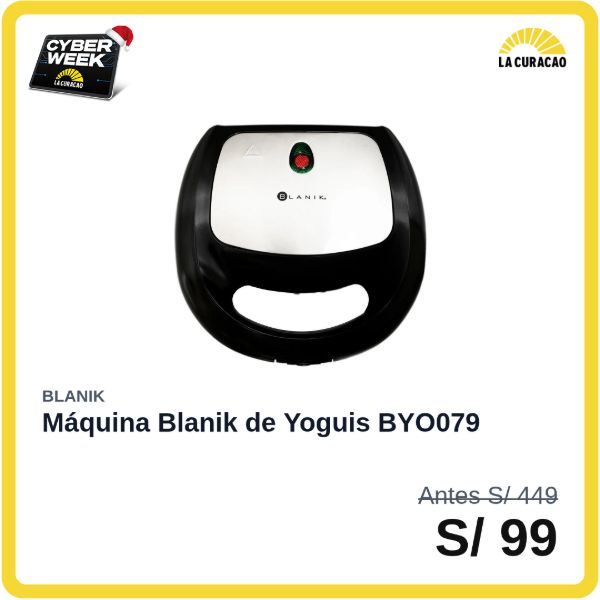 CYBER
WEEK
LA CURACAO
LA CURACAO
BLANIK
BLANIK
Máquina Blanik de Yoguis BYO079
Antes S/ 449
S/ 99